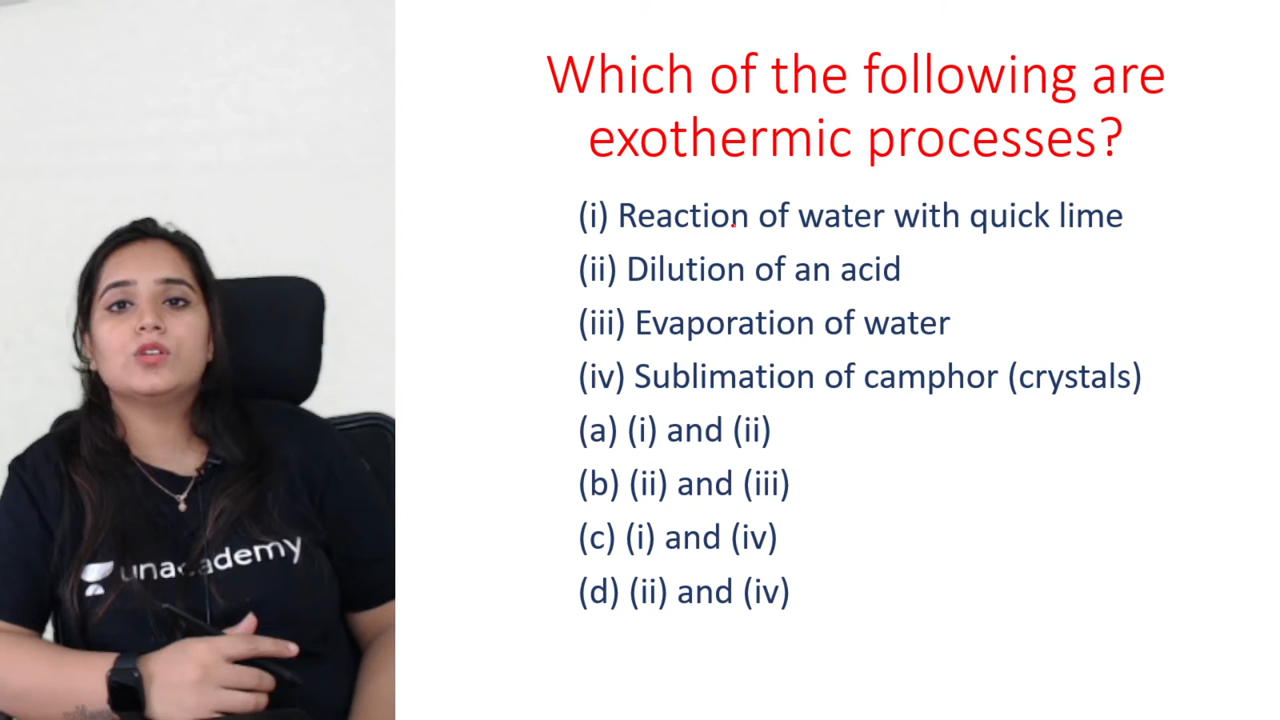 Which of the following are
exothermic processes?
(i) Reaction of water with quick lime
(ii) Dilution of an acid
(iii) Evaporation of water
(iv) Sublimation of camphor (crystals)
(a) (i) and (ii)
(b) (ii) and (iii)
(c) (i) and (iv)
(d) (ii) and (iv)
unacademy